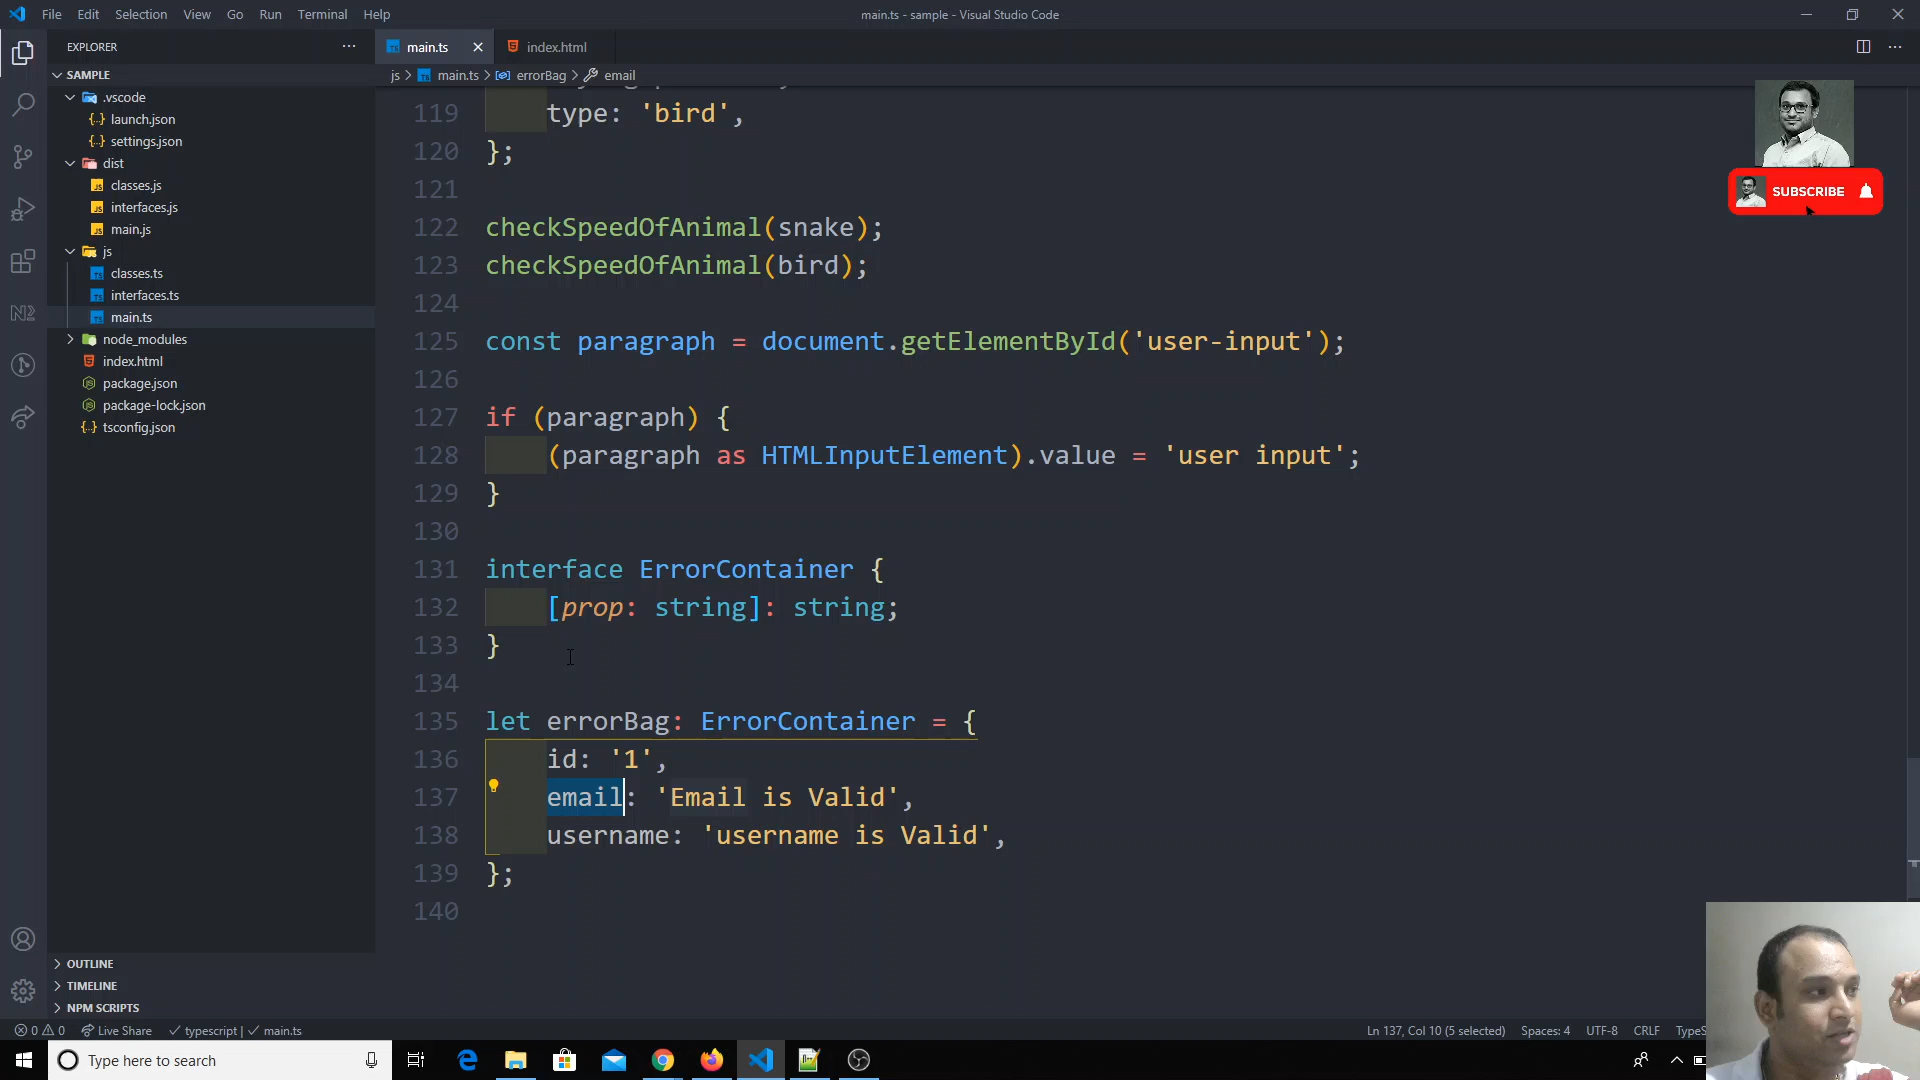 File Edit Selection View Go Run Terminal Help
main.ts - sample - Visual Studio Code
EXPLORER
main.ts
index.html
SAMPLE
js > main.ts > errorBag > email
.vscode
launch.json
settings.json
dist
classes.js
interfaces.js
main.js
js
classes.ts
interfaces.ts
main.ts
node_modules
index.html
package.json
package-lock.json
tsconfig.json
OUTLINE
TIMELINE
NPM SCRIPTS
119 type: 'bird',
120 };
121
122 checkSpeedOfAnimal(snake);
123 checkSpeedOfAnimal(bird);
124
125 const paragraph = document.getElementById('user-input');
126
127 if (paragraph) {
128 (paragraph as HTMLInputElement).value = 'user input';
129 }
130
131 interface ErrorContainer {
132 [prop: string]: string;
133 }
134
135 let errorBag: ErrorContainer = {
136 id: '1',
137 email: 'Email is Valid',
138 username: 'username is Valid',
139 };
140
SUBSCRIBE
0 0 Live Share typescript | main.ts
Ln 137, Col 10 (5 selected) Spaces: 4 UTF-8 CRLF
Type here to search